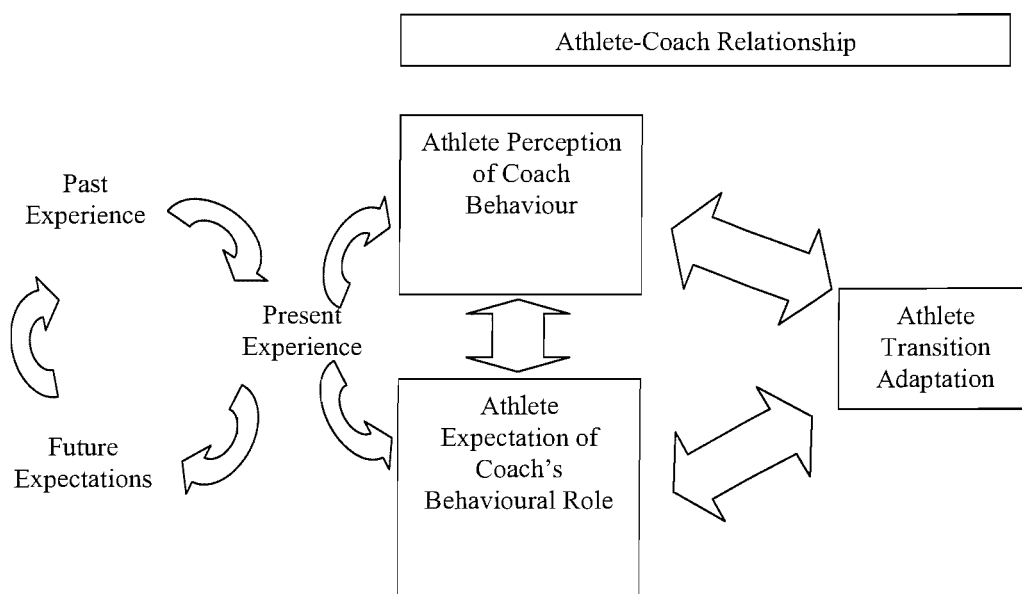 Athlete-Coach Relationship
Athlete Perception
of Coach
Behaviour
Past
Experience
Present
Experience
Future
Expectations
Athlete
Expectation of
Coach's
Behavioural Role
Athlete
Transition
Adaptation